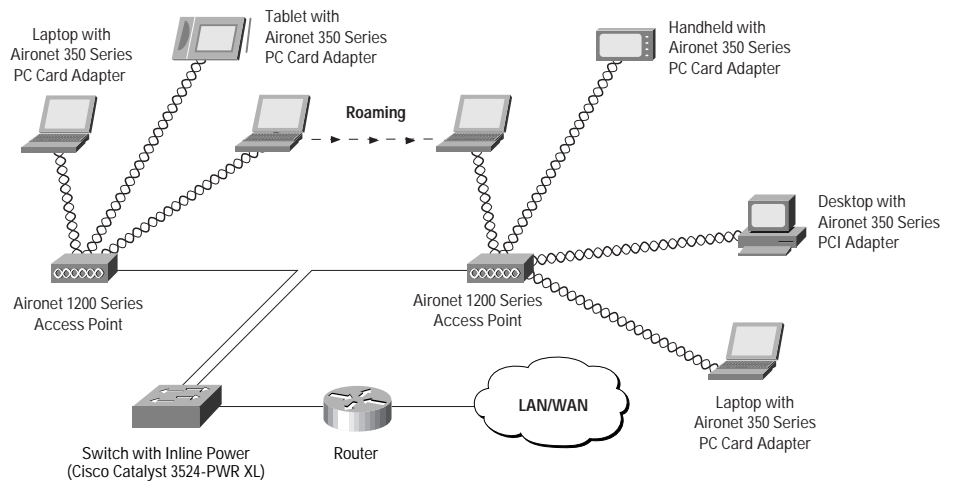 Laptop with
Aironet 350 Series
PC Card Adapter
Tablet with
Aironet 350 Series
PC Card Adapter
Handheld with
Aironet 350 Series
PC Card Adapter
Roaming
Desktop with
Aironet 350 Series
PCI Adapter
Aironet 1200 Series
Access Point
Aironet 1200 Series
Access Point
LAN/WAN
Laptop with
Aironet 350 Series
PC Card Adapter
Switch with Inline Power
(Cisco Catalyst 3524-PWR XL)
Router